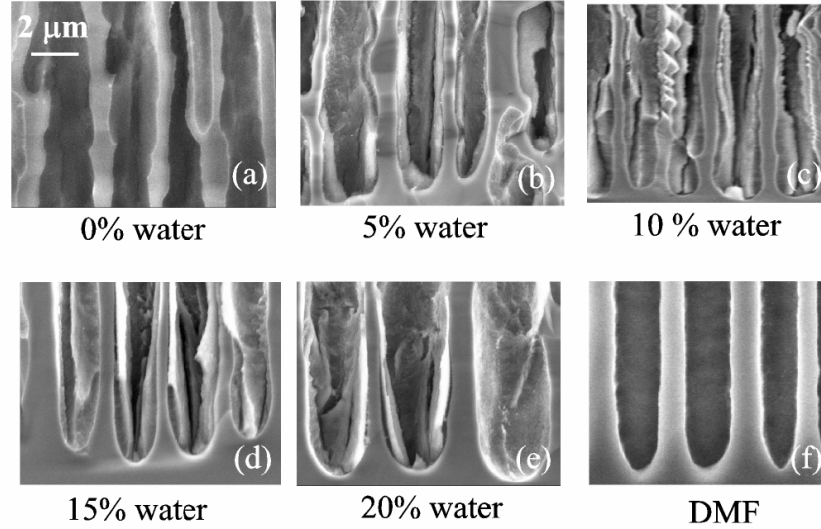 2 μm
(a)
(b)
(c)
0% water
5% water
10 % water
(d)
(e)
(f)
15% water
20% water
DMF